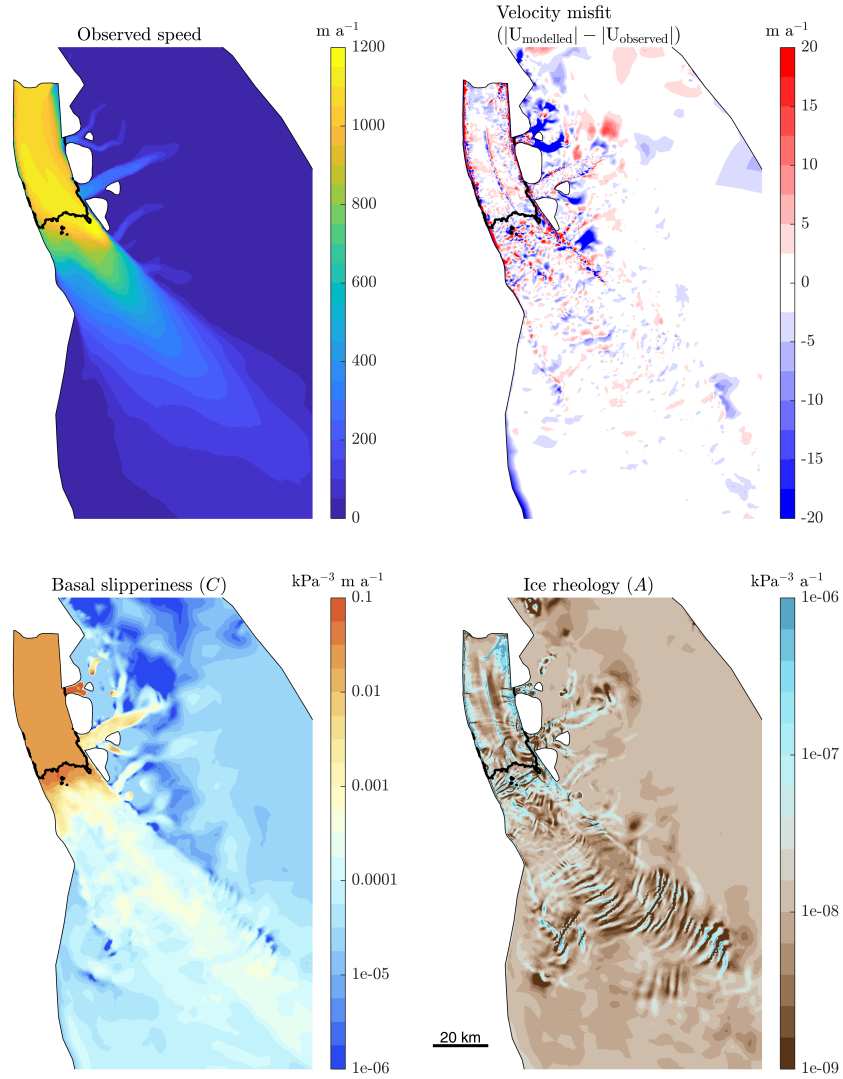 Observed speed
m a⁻¹
1200
1000
800
600
400
200
0
Velocity misfit
(|U_modelled| − |U_observed|)
m a⁻¹
20
15
10
5
0
-5
-10
-15
-20
Basal slipperiness (C)
kPa⁻³ m a⁻¹
0.1
0.01
0.001
0.0001
1e-05
1e-06
Ice rheology (A)
kPa⁻³ a⁻¹
1e-06
1e-07
1e-08
1e-09
20 km